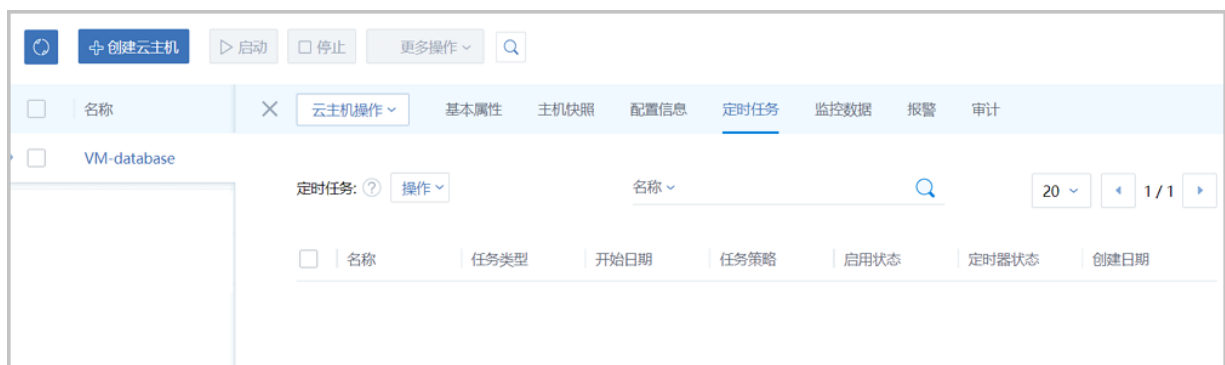 创建云主机 启动 停止 更多操作
名称 云主机操作 基本属性 主机快照 配置信息 定时任务 监控数据 报警 审计
VM-database
定时任务: ? 操作 名称 20 1 / 1
名称 任务类型 开始日期 任务策略 启用状态 定时器状态 创建日期